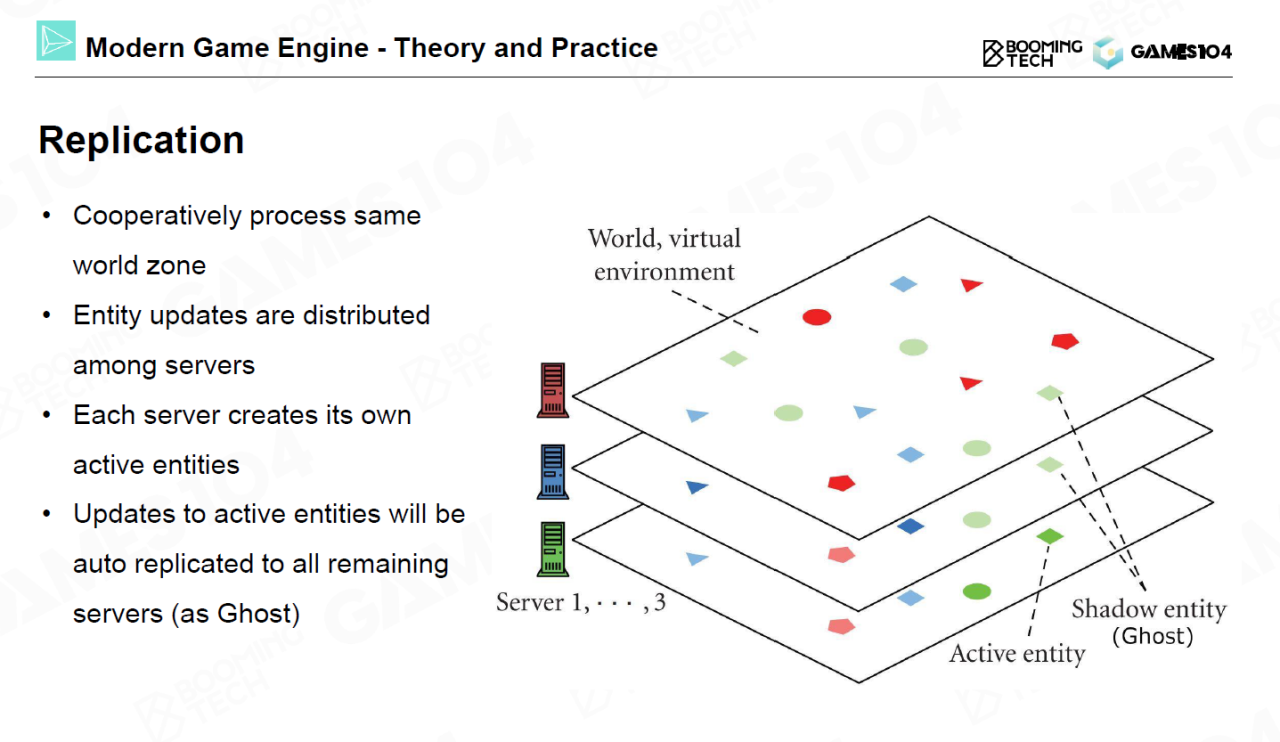 Modern Game Engine - Theory and Practice
BOOMING
TECH
GAMES104
Replication
• Cooperatively process same
world zone
• Entity updates are distributed
among servers
• Each server creates its own
active entities
• Updates to active entities will be
auto replicated to all remaining
servers (as Ghost)
World, virtual
environment
Server 1, · · · , 3
Shadow entity
(Ghost)
Active entity